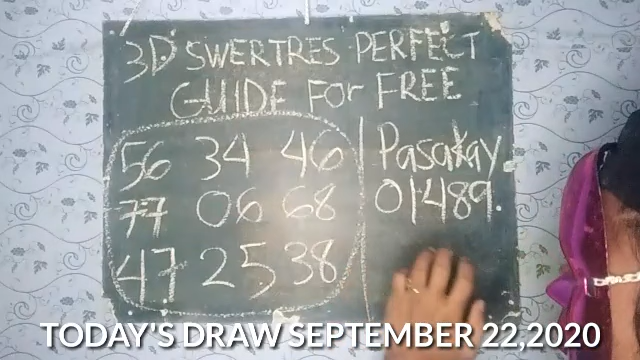 3D SWERTRES PERFECT
GUIDE For FREE
56 34 46
77 06 68
47 25 38
Pasakay
01489.
TODAY'S DRAW SEPTEMBER 22,2020